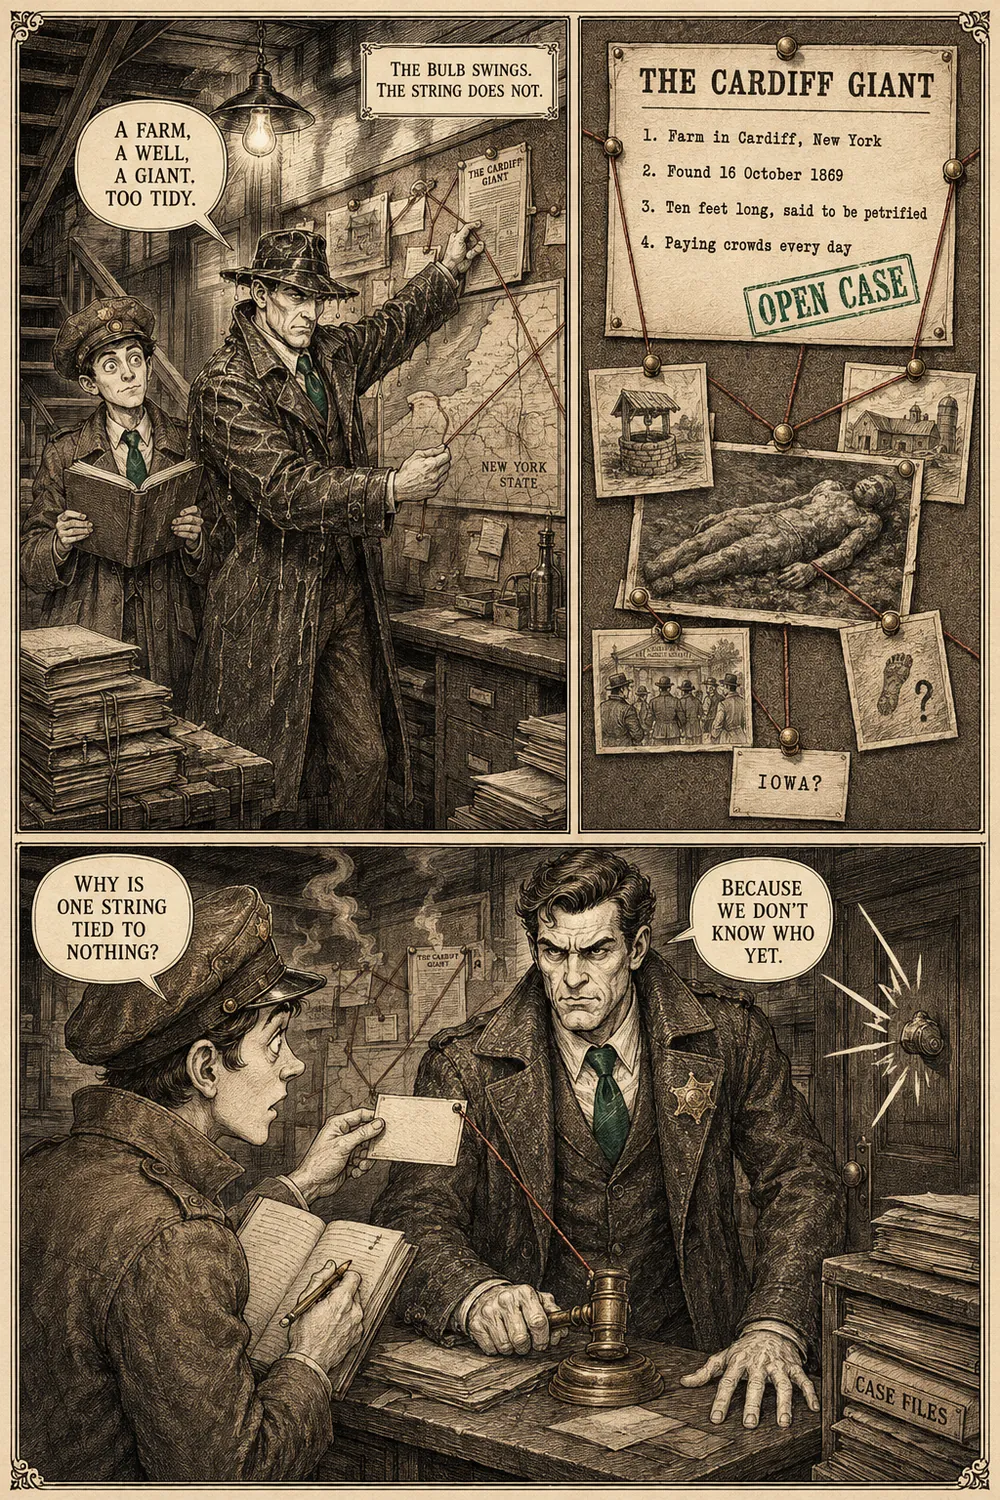 THE BULB SWINGS.
THE STRING DOES NOT.
A FARM,
A WELL,
A GIANT.
TOO TIDY.
THE CARDIFF
GIANT
NEW YORK
STATE
THE CARDIFF GIANT
1. Farm in Cardiff, New York
2. Found 16 October 1869
3. Ten feet long, said to be petrified
4. Paying crowds every day
OPEN CASE
?
IOWA?
WHY IS
ONE STRING
TIED TO
NOTHING?
BECAUSE
WE DON'T
KNOW WHO
YET.
THE CARDIFF
GIANT
CASE FILES